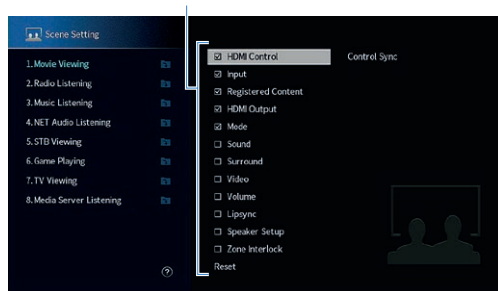 Scene Setting
1.Movie Viewing
2.Radio Listening
3.Music Listening
4.NET Audio Listening
5.STB Viewing
6.Game Playing
7.TV Viewing
8.Media Server Listening
?
HDMI Control
Input
Registered Content
HDMI Output
Mode
Sound
Surround
Video
Volume
Lipsync
Speaker Setup
Zone Interlock
Reset
Control Sync